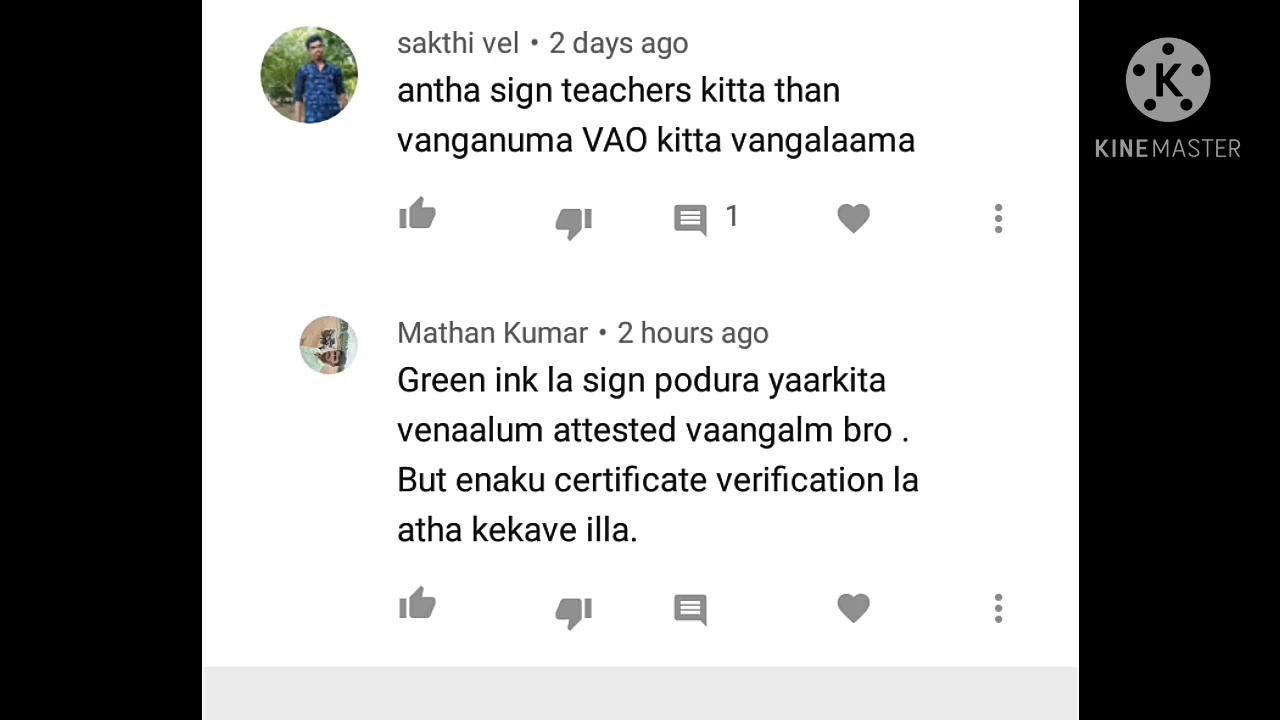 sakthi vel • 2 days ago
antha sign teachers kitta than
vanganuma VAO kitta vangalaama
1
Mathan Kumar • 2 hours ago
Green ink la sign podura yaarkita
venaalum attested vaangalm bro .
But enaku certificate verification la
atha kekave illa.
K
KINEMASTER